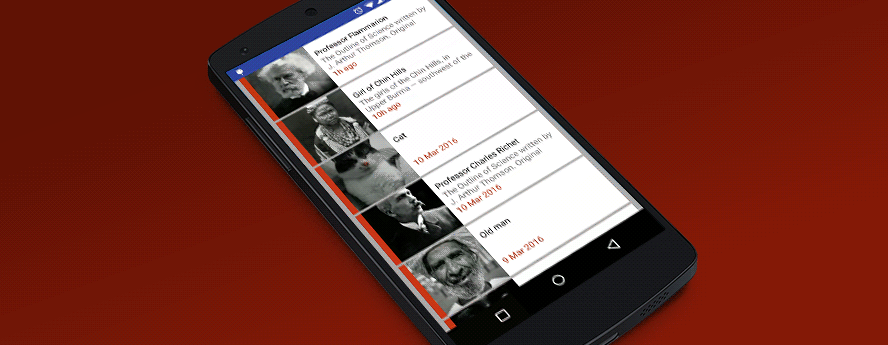 Professor Flammarion
The Outline of Science written by
J. Arthur Thomson. Original
1h ago
Girl of Chin Hills
The girls of the Chin Hills, in
Upper Burma — southwest of the
10h ago
Cat
10 Mar 2016
Professor Charles Richet
The Outline of Science written by
J. Arthur Thomson. Original
10 Mar 2016
Old man
9 Mar 2016